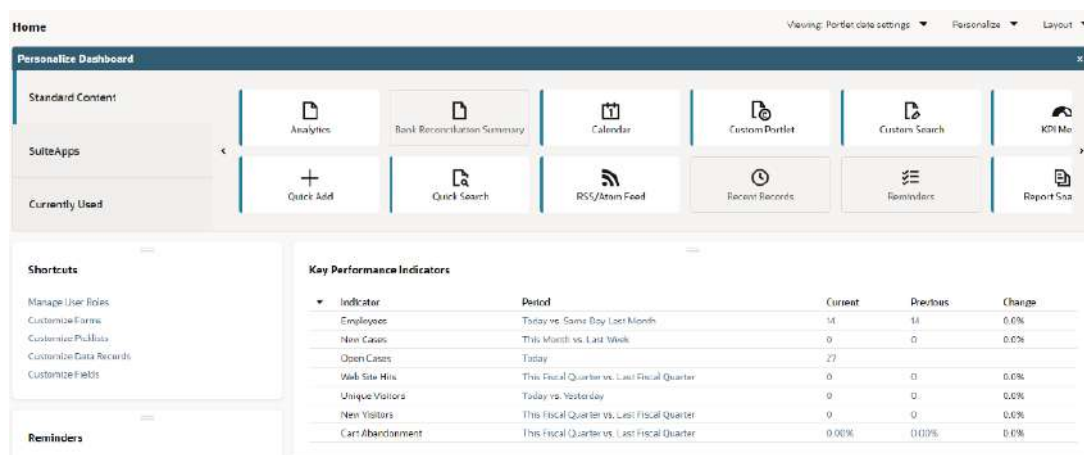 Home
Viewing: Portlet date settings
Personalize
Layout
Personalize Dashboard
x
Standard Content
SuiteApps
Currently Used
Analytics
Bank Reconciliation Summary
Calendar
Custom Portlet
Custom Search
KPI Me
Quick Add
Quick Search
RSS/Atom Feed
Recent Records
Reminders
Report Sna
Shortcuts
Manage User Roles
Customize Forms
Customize Picklists
Customize Data Records
Customize Fields
Reminders
Key Performance Indicators
Indicator Period Current Previous Change
Employees Today vs. Same Day Last Month 14 14 0.0%
New Cases This Month vs. Last Week 0 0 0.0%
Open Cases Today 27
Web Site Hits This Fiscal Quarter vs. Last Fiscal Quarter 0 0 0.0%
Unique Visitors Today vs. Yesterday 0 0 0.0%
New Visitors This Fiscal Quarter vs. Last Fiscal Quarter 0 0 0.0%
Cart Abandonment This Fiscal Quarter vs. Last Fiscal Quarter 0.00% 0.00% 0.0%